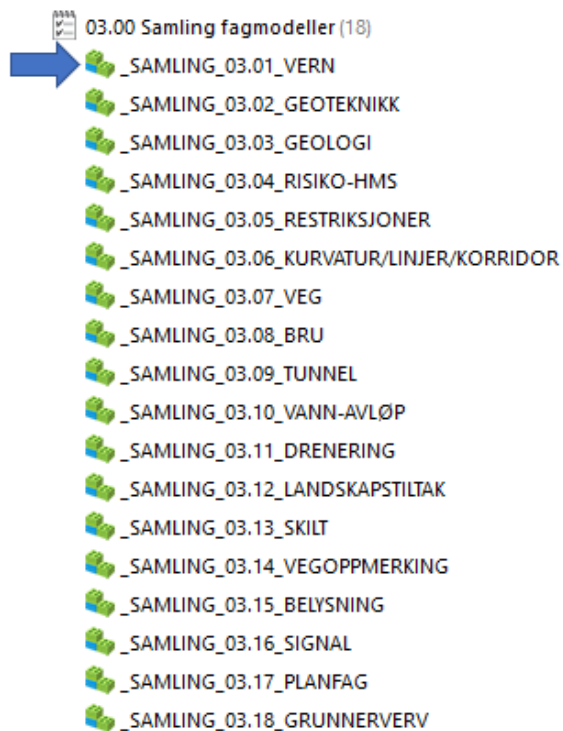 03.00 Samling fagmodeller (18)
_SAMLING_03.01_VERN
_SAMLING_03.02_GEOTEKNIKK
_SAMLING_03.03_GEOLOGI
_SAMLING_03.04_RISIKO-HMS
_SAMLING_03.05_RESTRIKSJONER
_SAMLING_03.06_KURVATUR/LINJER/KORRIDOR
_SAMLING_03.07_VEG
_SAMLING_03.08_BRU
_SAMLING_03.09_TUNNEL
_SAMLING_03.10_VANN-AVLØP
_SAMLING_03.11_DRENERING
_SAMLING_03.12_LANDSKAPSTILTAK
_SAMLING_03.13_SKILT
_SAMLING_03.14_VEGOPPMERKING
_SAMLING_03.15_BELYSNING
_SAMLING_03.16_SIGNAL
_SAMLING_03.17_PLANFAG
_SAMLING_03.18_GRUNNERVERV